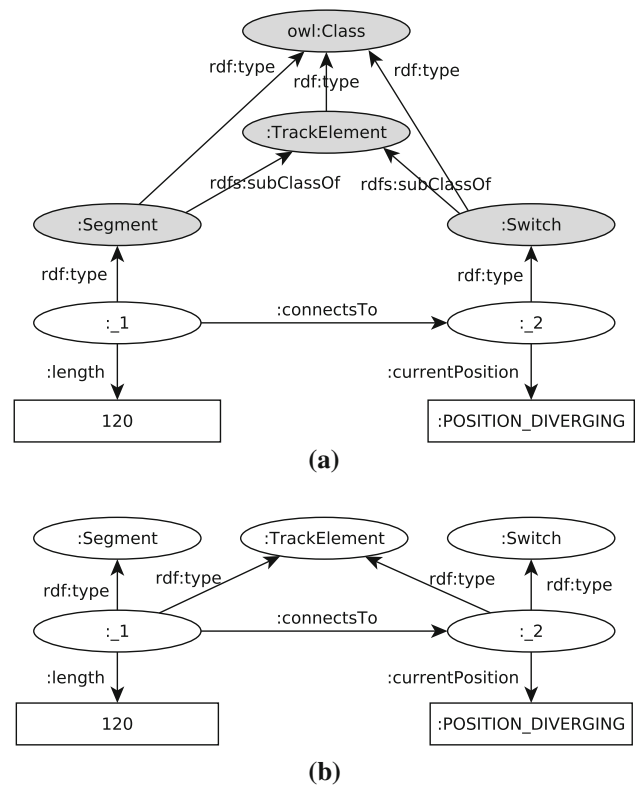 owl:Class
rdf:type
rdf:type
rdf:type
:TrackElement
rdfs:subClassOf
rdfs:subClassOf
:Segment
:Switch
rdf:type
rdf:type
:_1
:connectsTo
:_2
:length
:currentPosition
120
:POSITION_DIVERGING
(a)
:Segment
:TrackElement
:Switch
rdf:type
rdf:type
rdf:type
rdf:type
:_1
:connectsTo
:_2
:length
:currentPosition
120
:POSITION_DIVERGING
(b)